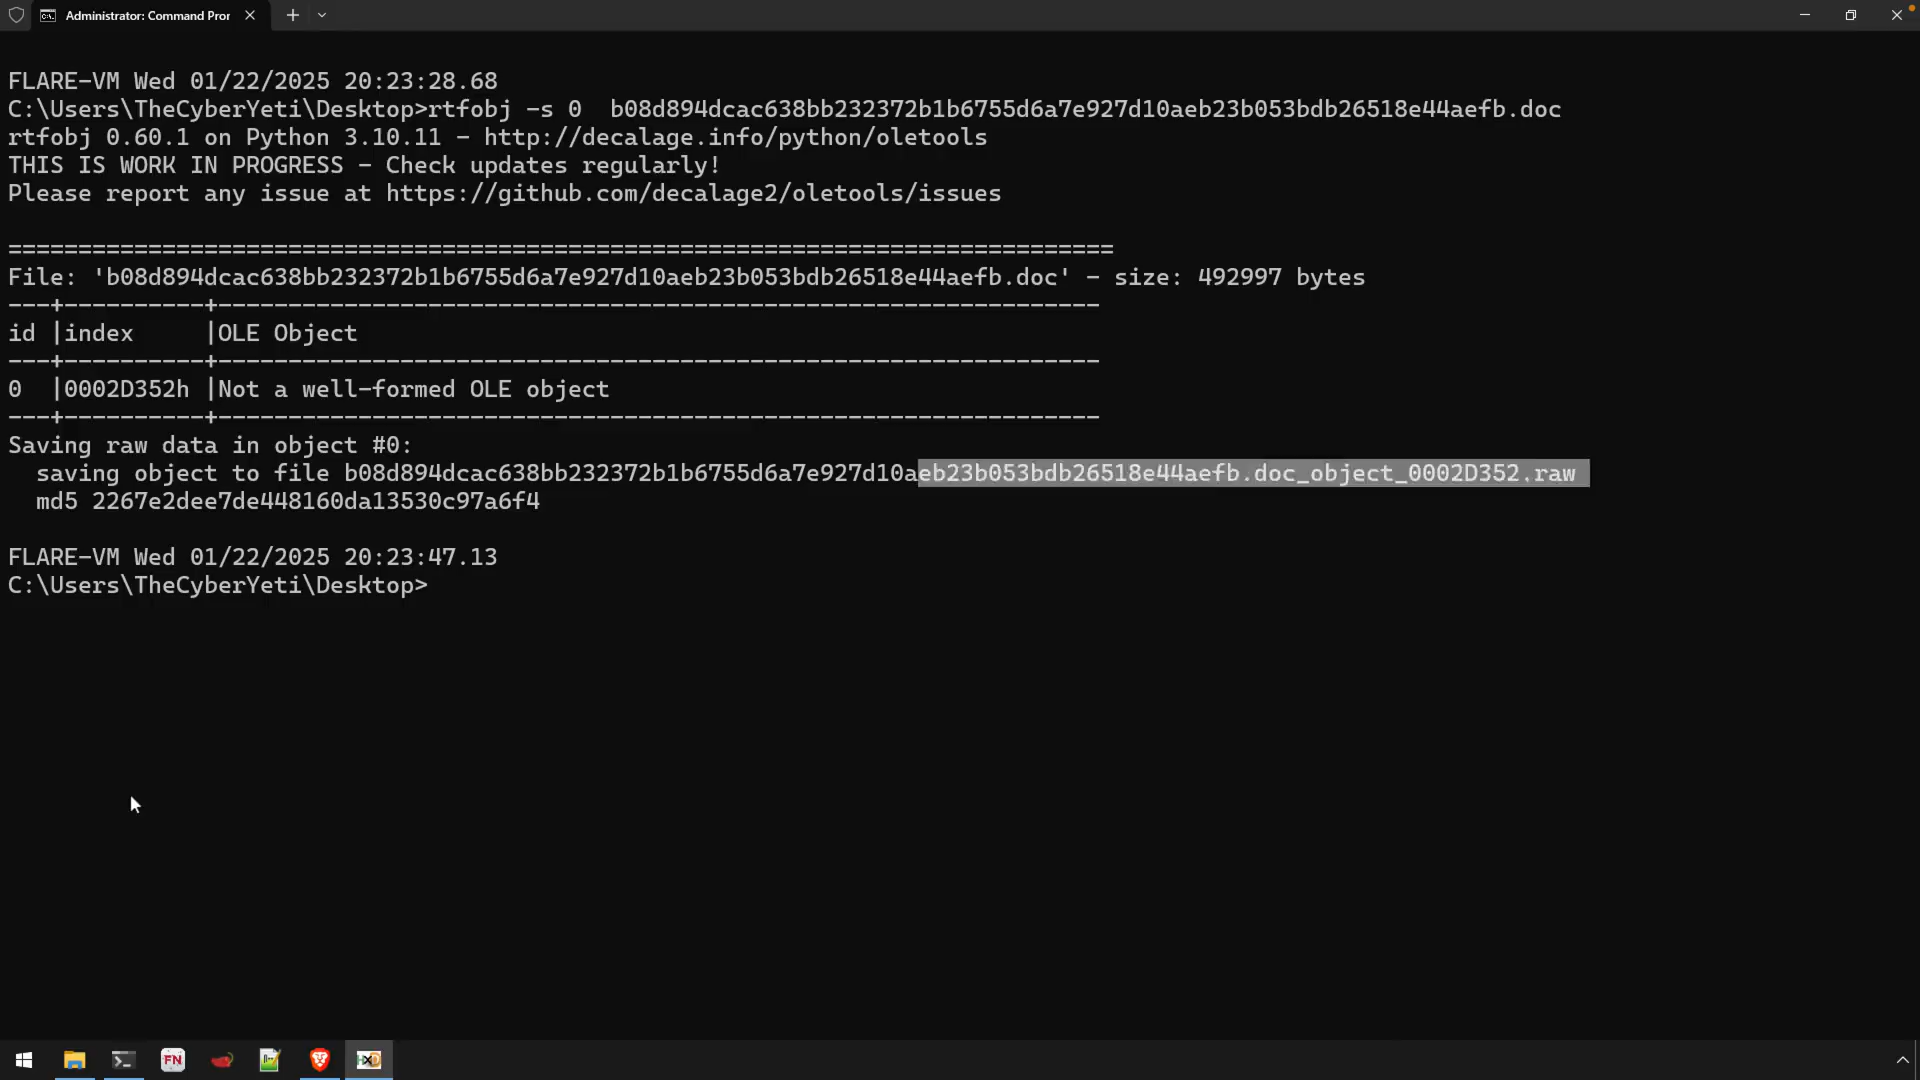 Administrator: Command Pror
FLARE-VM Wed 01/22/2025 20:23:28.68
C:\Users\TheCyberYeti\Desktop>rtfobj -s 0  b08d894dcac638bb232372b1b6755d6a7e927d10aeb23b053bdb26518e44aefb.doc
rtfobj 0.60.1 on Python 3.10.11 - http://decalage.info/python/oletools
THIS IS WORK IN PROGRESS - Check updates regularly!
Please report any issue at https://github.com/decalage2/oletools/issues
===============================================================================
File: 'b08d894dcac638bb232372b1b6755d6a7e927d10aeb23b053bdb26518e44aefb.doc' - size: 492997 bytes
---+----------+---------------------------------------------------------------
id |index     |OLE Object
---+----------+---------------------------------------------------------------
0  |0002D352h |Not a well-formed OLE object
---+----------+---------------------------------------------------------------
Saving raw data in object #0:
  saving object to file b08d894dcac638bb232372b1b6755d6a7e927d10aeb23b053bdb26518e44aefb.doc_object_0002D352.raw
  md5 2267e2dee7de448160da13530c97a6f4
FLARE-VM Wed 01/22/2025 20:23:47.13
C:\Users\TheCyberYeti\Desktop>
FN